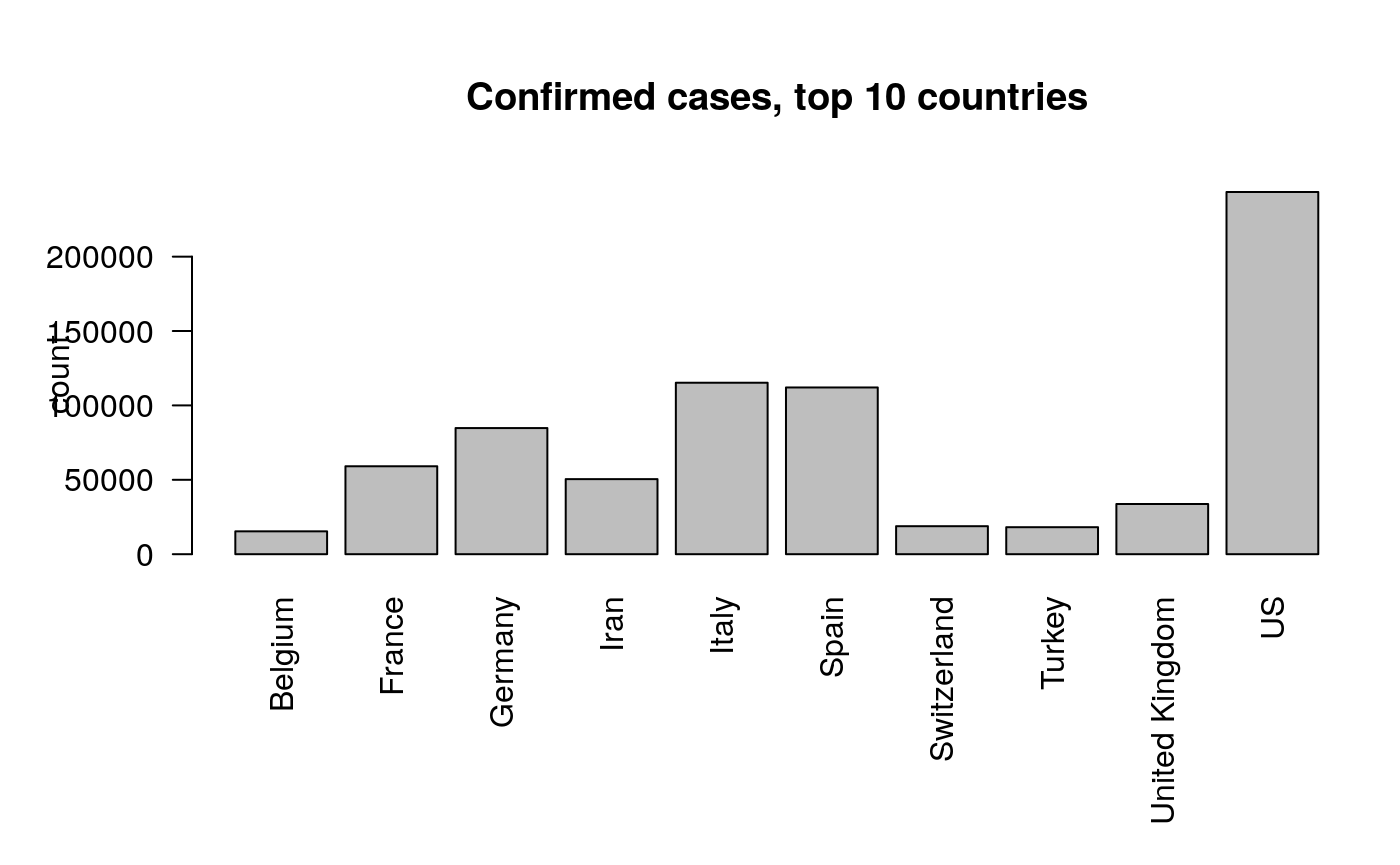 Confirmed cases, top 10 countries
count
200000
150000
100000
50000
0
Belgium
France
Germany
Iran
Italy
Spain
Switzerland
Turkey
United Kingdom
US